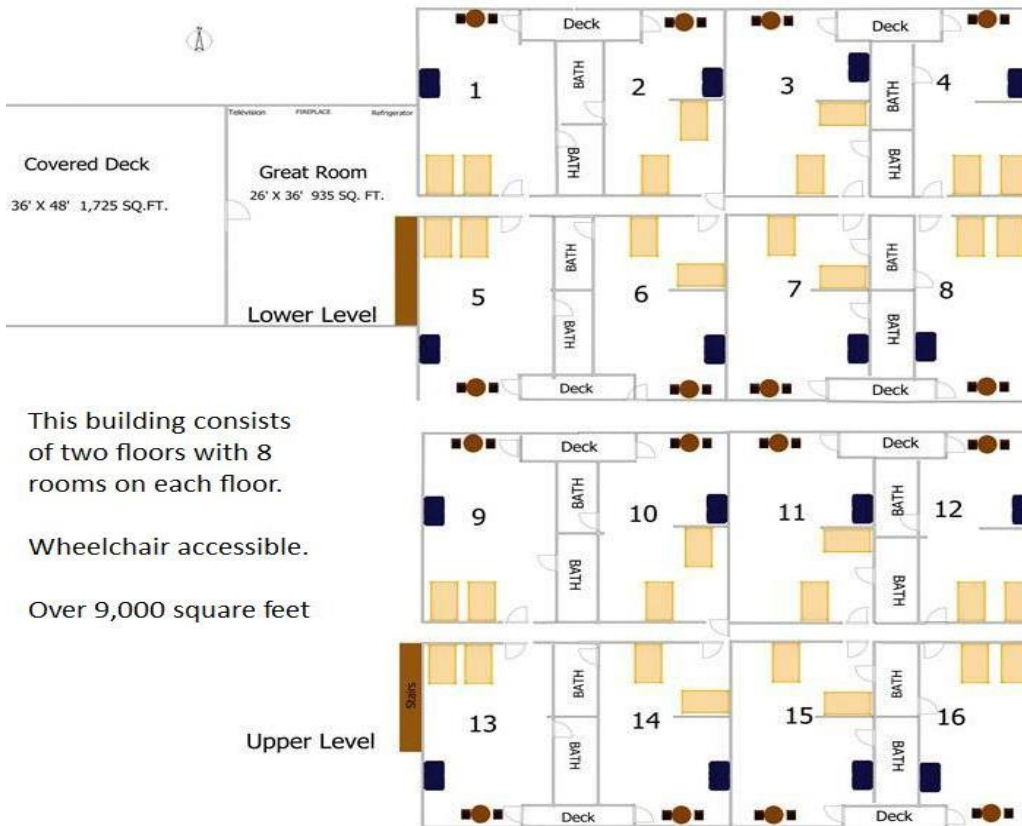 Deck
Deck
1
BATH
2
3
BATH
4
BATH
BATH
Television FIREPLACE Refrigerator
Covered Deck
36' X 48' 1,725 SQ.FT.
Great Room
26' X 36' 935 SQ. FT.
Lower Level
5
BATH
6
7
BATH
8
BATH
BATH
Deck
Deck
This building consists
of two floors with 8
rooms on each floor.
Wheelchair accessible.
Over 9,000 square feet
Deck
Deck
9
BATH
10
11
BATH
12
BATH
BATH
Stairs
Upper Level
13
BATH
14
15
BATH
16
BATH
BATH
Deck
Deck